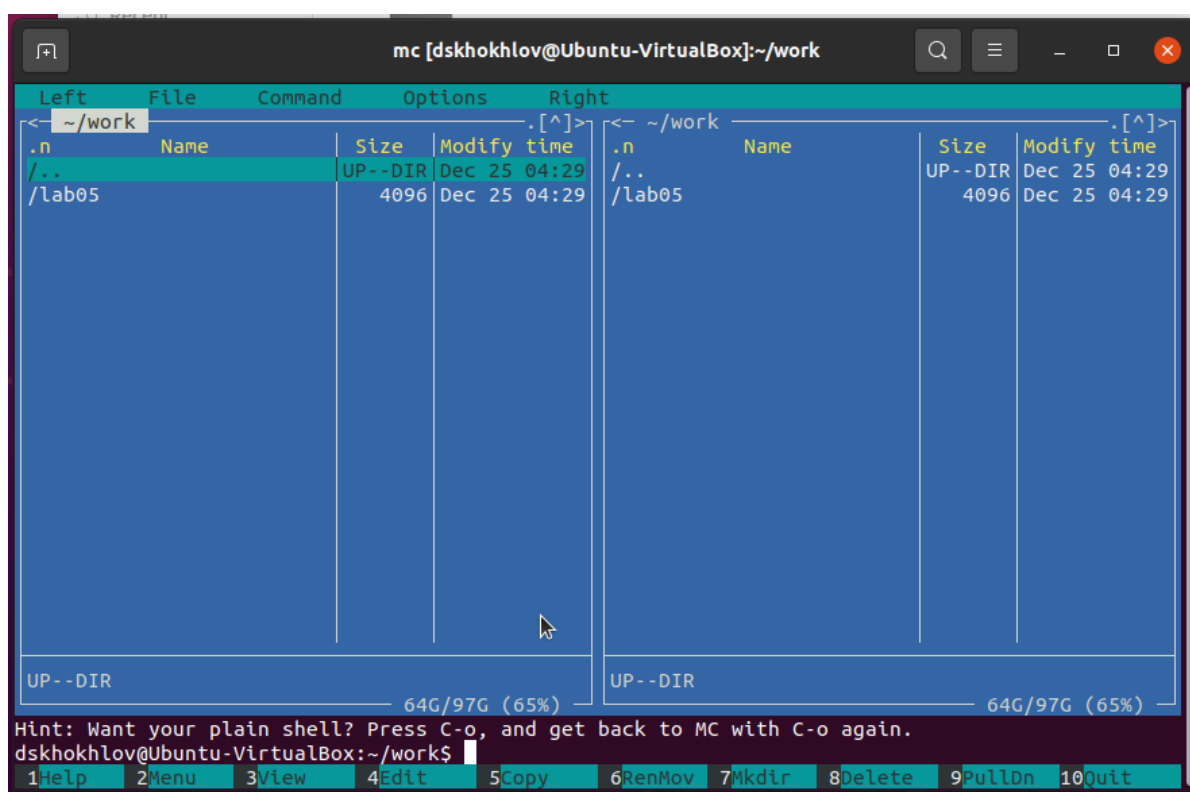 mc [dskhokhlov@Ubuntu-VirtualBox]:~/work
Left File Command Options Right
<─ ~/work .[^]> <─ ~/work .[^]>
.n Name Size Modify time .n Name Size Modify time
/.. UP--DIR Dec 25 04:29 /.. UP--DIR Dec 25 04:29
/lab05 4096 Dec 25 04:29 /lab05 4096 Dec 25 04:29
UP--DIR UP--DIR
64G/97G (65%) 64G/97G (65%)
Hint: Want your plain shell? Press C-o, and get back to MC with C-o again.
dskhokhlov@Ubuntu-VirtualBox:~/work$
1Help 2Menu 3View 4Edit 5Copy 6RenMov 7Mkdir 8Delete 9PullDn 10Quit